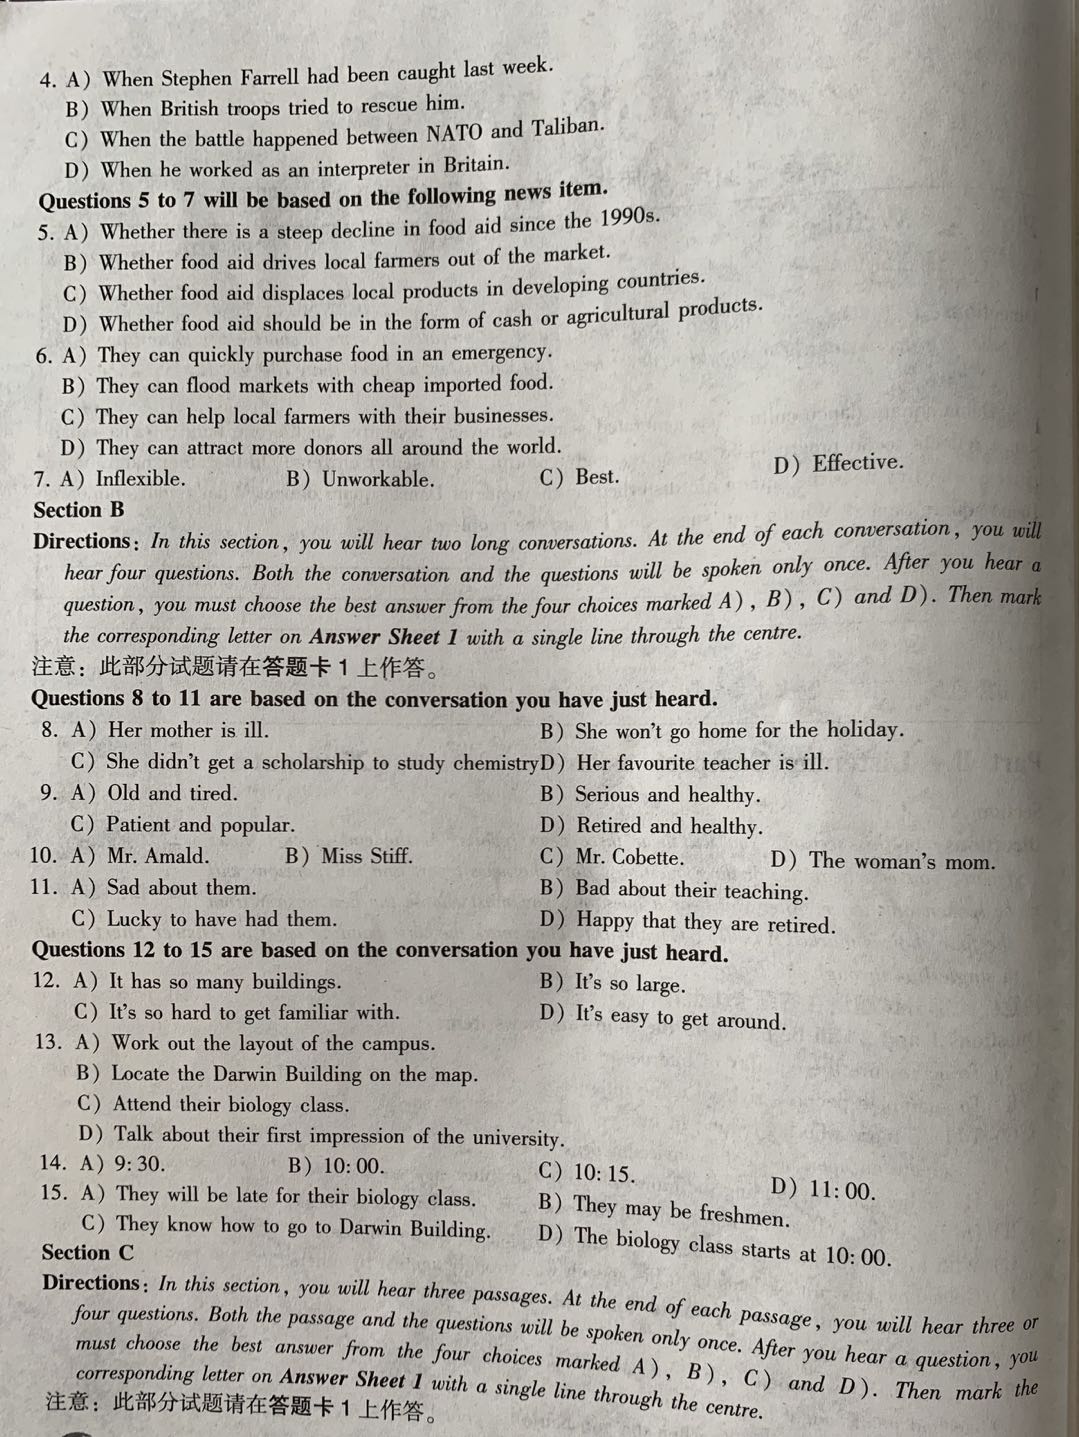 4. A) When Stephen Farrell had been caught last week.
B) When British troops tried to rescue him.
C) When the battle happened between NATO and Taliban.
D) When he worked as an interpreter in Britain.
Questions 5 to 7 will be based on the following news item.
5. A) Whether there is a steep decline in food aid since the 1990s.
B) Whether food aid drives local farmers out of the market.
C) Whether food aid displaces local products in developing countries.
D) Whether food aid should be in the form of cash or agricultural products.
6. A) They can quickly purchase food in an emergency.
B) They can flood markets with cheap imported food.
C) They can help local farmers with their businesses.
D) They can attract more donors all around the world.
7. A) Inflexible. B) Unworkable. C) Best. D) Effective.
Section B
Directions: In this section, you will hear two long conversations. At the end of each conversation, you will
hear four questions. Both the conversation and the questions will be spoken only once. After you hear a
question, you must choose the best answer from the four choices marked A), B), C) and D). Then mark
the corresponding letter on Answer Sheet 1 with a single line through the centre.
注意：此部分试题请在答题卡 1 上作答。
Questions 8 to 11 are based on the conversation you have just heard.
8. A) Her mother is ill. B) She won't go home for the holiday.
C) She didn't get a scholarship to study chemistry D) Her favourite teacher is ill.
9. A) Old and tired. B) Serious and healthy.
C) Patient and popular. D) Retired and healthy.
10. A) Mr. Amald. B) Miss Stiff. C) Mr. Cobette. D) The woman's mom.
11. A) Sad about them. B) Bad about their teaching.
C) Lucky to have had them. D) Happy that they are retired.
Questions 12 to 15 are based on the conversation you have just heard.
12. A) It has so many buildings. B) It's so large.
C) It's so hard to get familiar with. D) It's easy to get around.
13. A) Work out the layout of the campus.
B) Locate the Darwin Building on the map.
C) Attend their biology class.
D) Talk about their first impression of the university.
14. A) 9:30. B) 10:00. C) 10:15. D) 11:00.
15. A) They will be late for their biology class. B) They may be freshmen.
C) They know how to go to Darwin Building. D) The biology class starts at 10:00.
Section C
Directions: In this section, you will hear three passages. At the end of each passage, you will hear three or
four questions. Both the passage and the questions will be spoken only once. After you hear a question, you
must choose the best answer from the four choices marked A), B), C) and D). Then mark the
corresponding letter on Answer Sheet 1 with a single line through the centre.
注意：此部分试题请在答题卡 1 上作答。